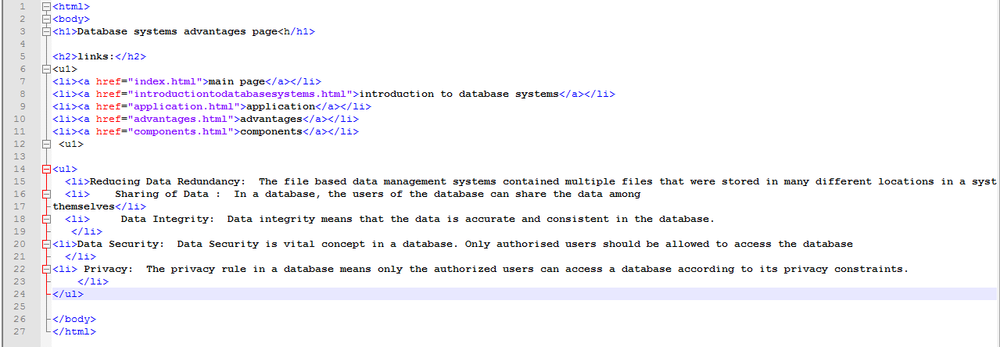 1 <html>
2 <body>
3 <h1>Database systems advantages page<h/h1>
4
5 <h2>links:</h2>
6 <u1>
7 <li><a href="index.html">main page</a></li>
8 <li><a href="introductiontodatabasesystems.html">introduction to database systems</a></li>
9 <li><a href="application.html">application</a></li>
10 <li><a href="advantages.html">advantages</a></li>
11 <li><a href="components.html">components</a></li>
12 <u1>
13
14 <ul>
15 <li>Reducing Data Redundancy:  The file based data management systems contained multiple files that were stored in many different locations in a syst
16 <li>    Sharing of Data :  In a database, the users of the database can share the data among
17 themselves</li>
18 <li>     Data Integrity:  Data integrity means that the data is accurate and consistent in the database.
19 </li>
20 <li>Data Security:  Data Security is vital concept in a database. Only authorised users should be allowed to access the database
21 </li>
22 <li> Privacy:  The privacy rule in a database means only the authorized users can access a database according to its privacy constraints.
23 </li>
24 </ul>
25
26 </body>
27 </html>